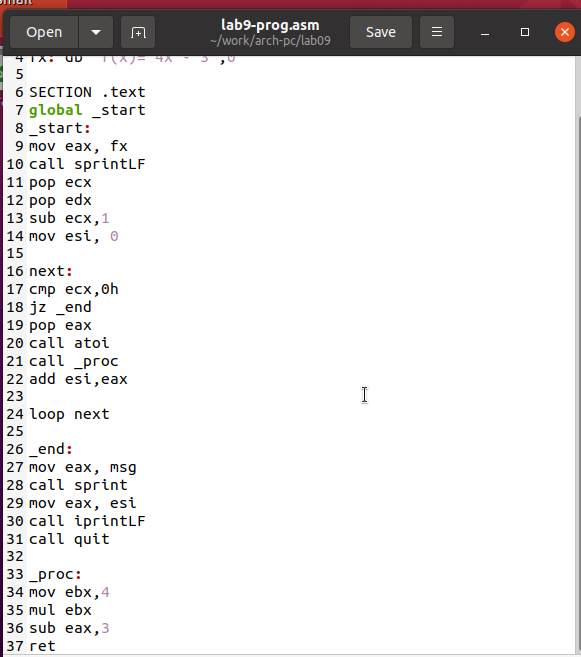 Open
lab9-prog.asm
~/work/arch-pc/lab09
Save
4 fx: db 'f(x)= 4x - 3',0
5
6 SECTION .text
7 global _start
8 _start:
9 mov eax, fx
10 call sprintLF
11 pop ecx
12 pop edx
13 sub ecx,1
14 mov esi, 0
15
16 next:
17 cmp ecx,0h
18 jz _end
19 pop eax
20 call atoi
21 call _proc
22 add esi,eax
23
24 loop next
25
26 _end:
27 mov eax, msg
28 call sprint
29 mov eax, esi
30 call iprintLF
31 call quit
32
33 _proc:
34 mov ebx,4
35 mul ebx
36 sub eax,3
37 ret